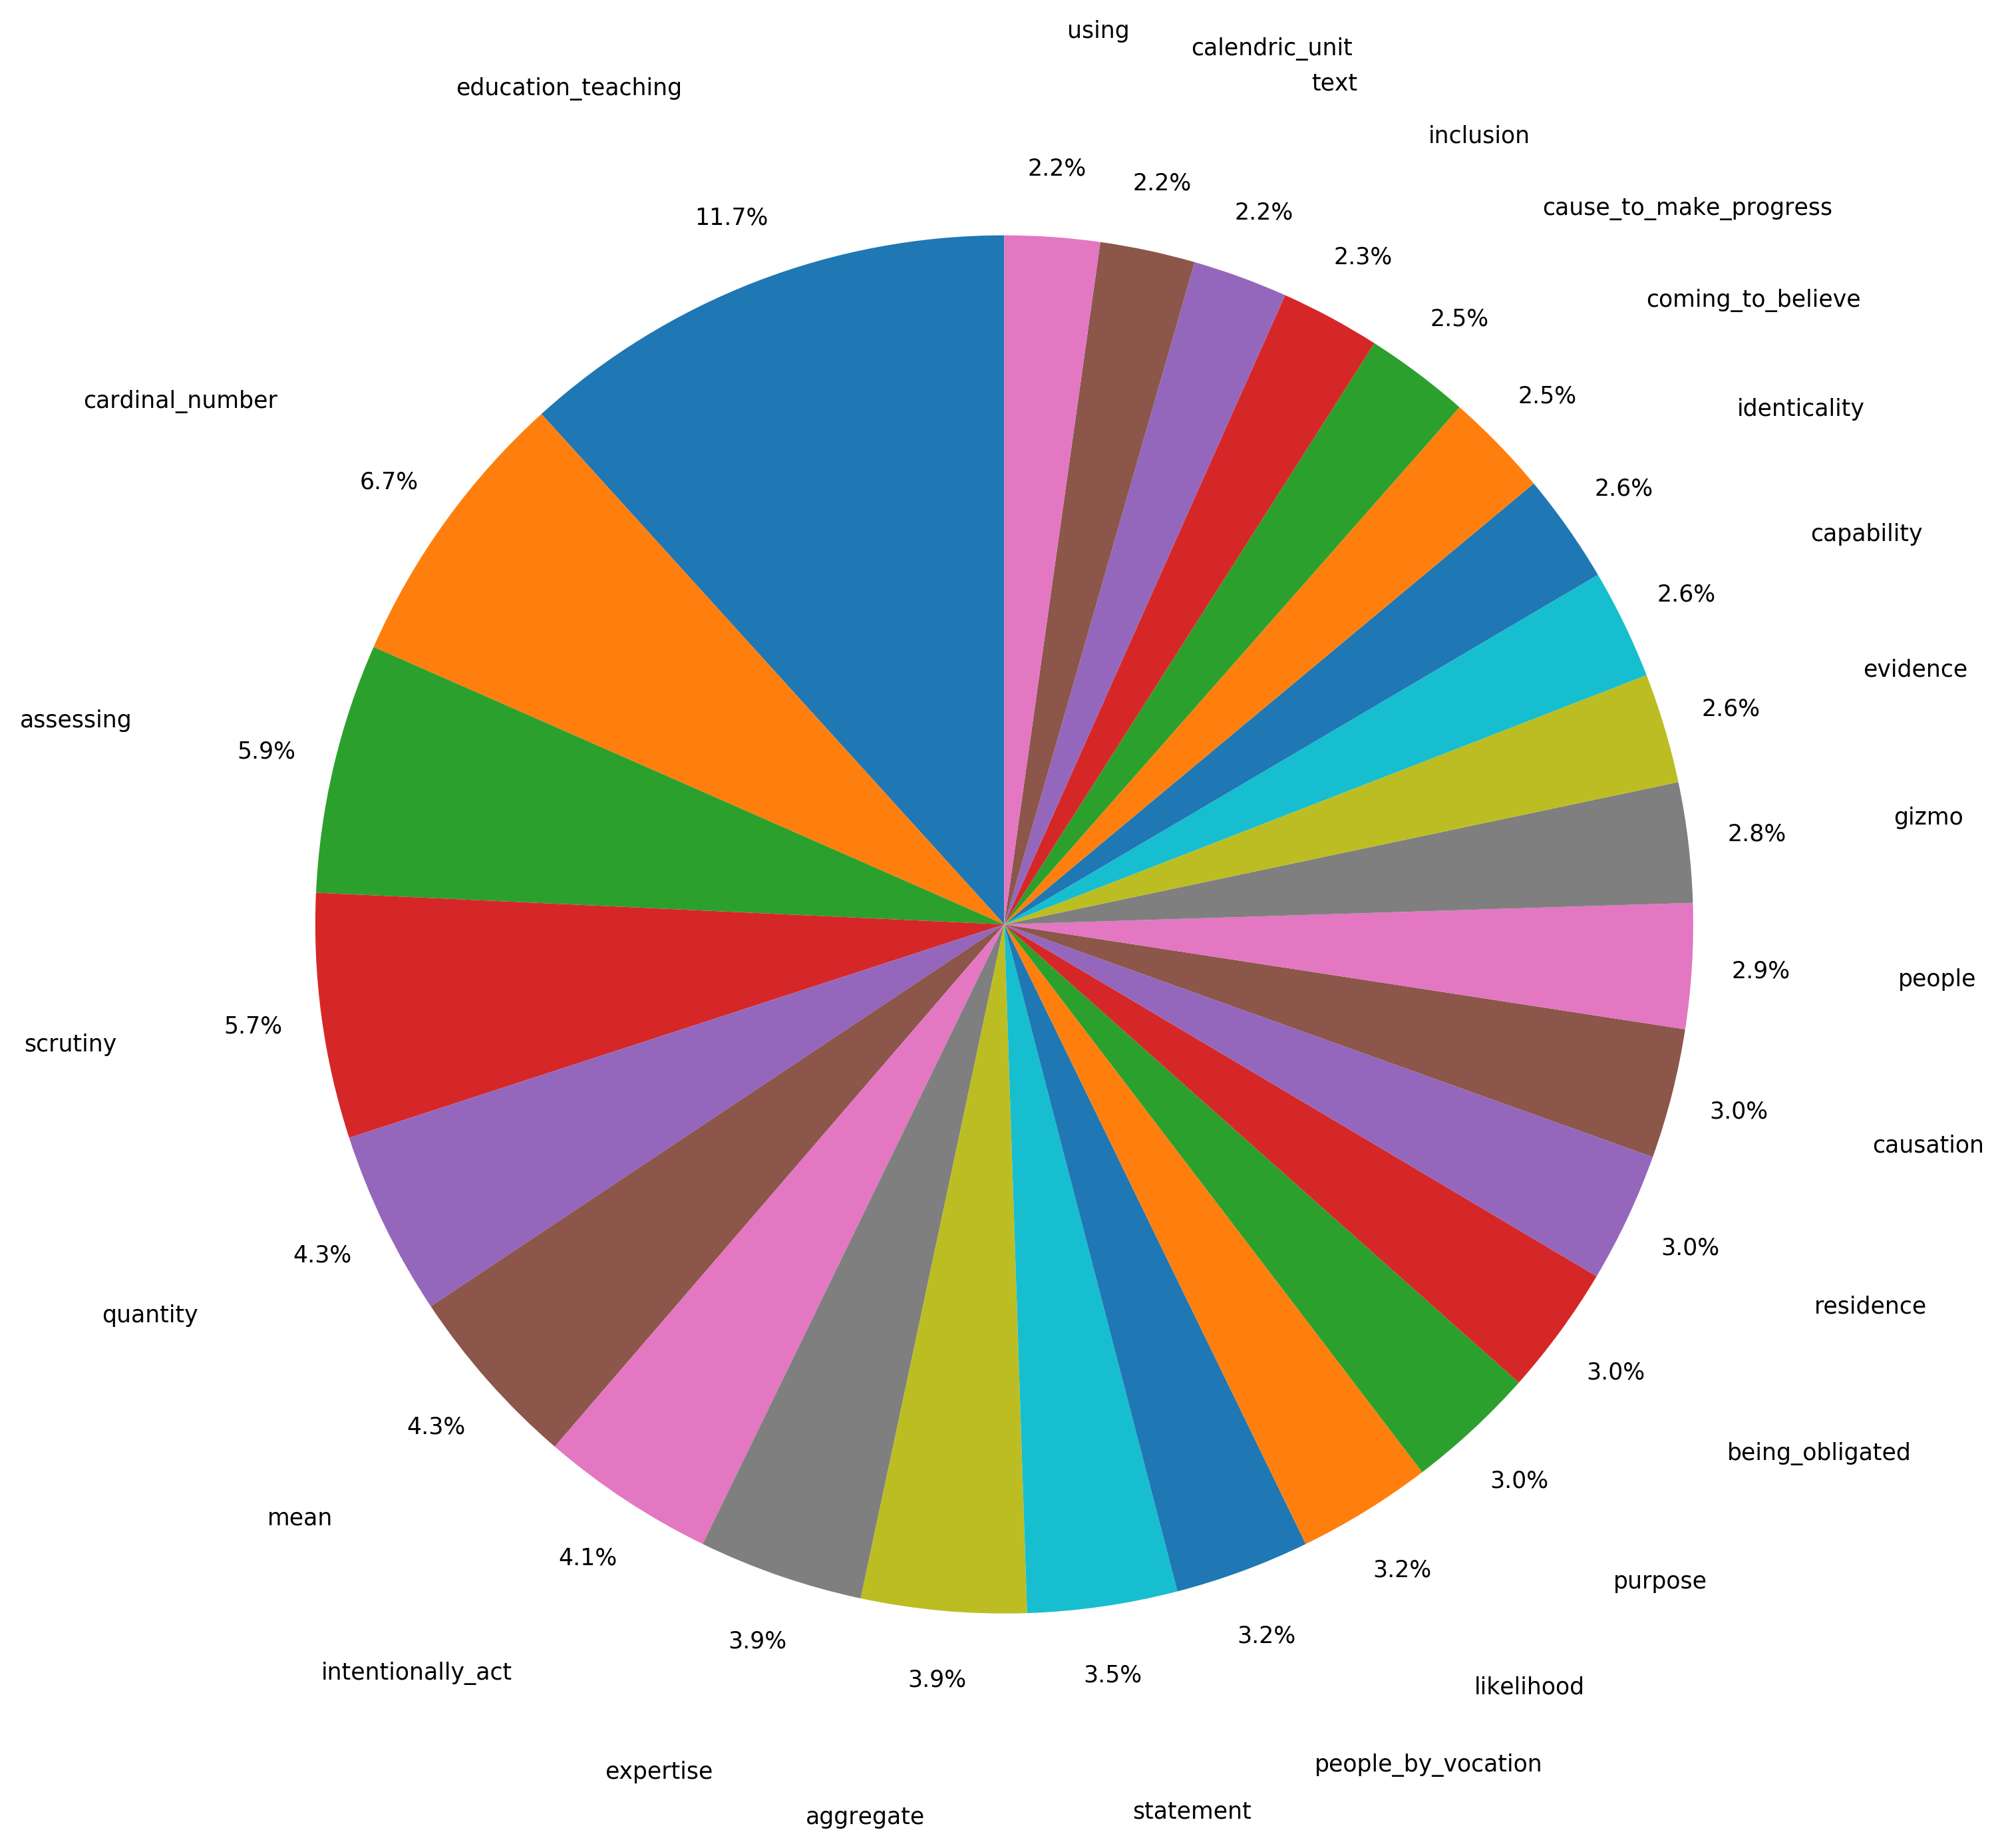 using
calendric_unit
text
education_teaching
inclusion
2.2%
2.2%
cause_to_make_progress
2.2%
11.7%
2.3%
coming_to_believe
2.5%
2.5%
cardinal_number
identicality
6.7%
2.6%
capability
2.6%
evidence
2.6%
assessing
5.9%
gizmo
2.8%
2.9%
people
5.7%
scrutiny
3.0%
causation
3.0%
4.3%
residence
quantity
3.0%
4.3%
being_obligated
3.0%
mean
4.1%
3.2%
purpose
3.2%
3.9%
intentionally_act
3.5%
3.9%
likelihood
people_by_vocation
expertise
statement
aggregate